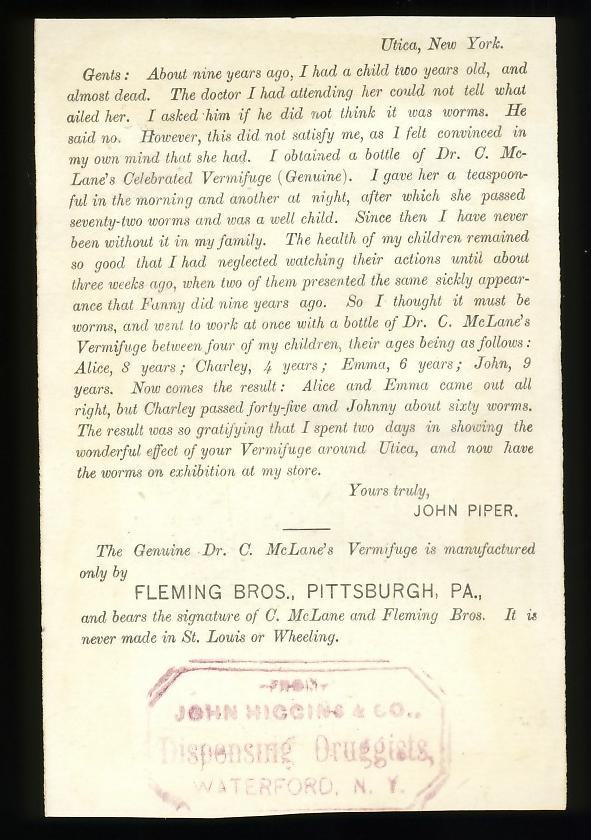 Utica, New York.
Gents: About nine years ago, I had a child two years old, and
almost dead. The doctor I had attending her could not tell what
ailed her. I asked him if he did not think it was worms. He
said no. However, this did not satisfy me, as I felt convinced in
my own mind that she had. I obtained a bottle of Dr. C. Mc-
Lane's Celebrated Vermifuge (Genuine). I gave her a teaspoon-
ful in the morning and another at night, after which she passed
seventy-two worms and was a well child. Since then I have never
been without it in my family. The health of my children remained
so good that I had neglected watching their actions until about
three weeks ago, when two of them presented the same sickly appear-
ance that Fanny did nine years ago. So I thought it must be
worms, and went to work at once with a bottle of Dr. C. McLane's
Vermifuge between four of my children, their ages being as follows:
Alice, 8 years; Charley, 4 years; Emma, 6 years; John, 9
years. Now comes the result: Alice and Emma came out all
right, but Charley passed forty-five and Johnny about sixty worms.
The result was so gratifying that I spent two days in showing the
wonderful effect of your Vermifuge around Utica, and now have
the worms on exhibition at my store.
Yours truly,
JOHN PIPER.
The Genuine Dr. C. McLane's Vermifuge is manufactured
only by
FLEMING BROS., PITTSBURGH, PA.,
and bears the signature of C. McLane and Fleming Bros. It is
never made in St. Louis or Wheeling.
-FROM-
JOHN HIGGINS & CO.,
Dispensing Druggists,
WATERFORD, N. Y.